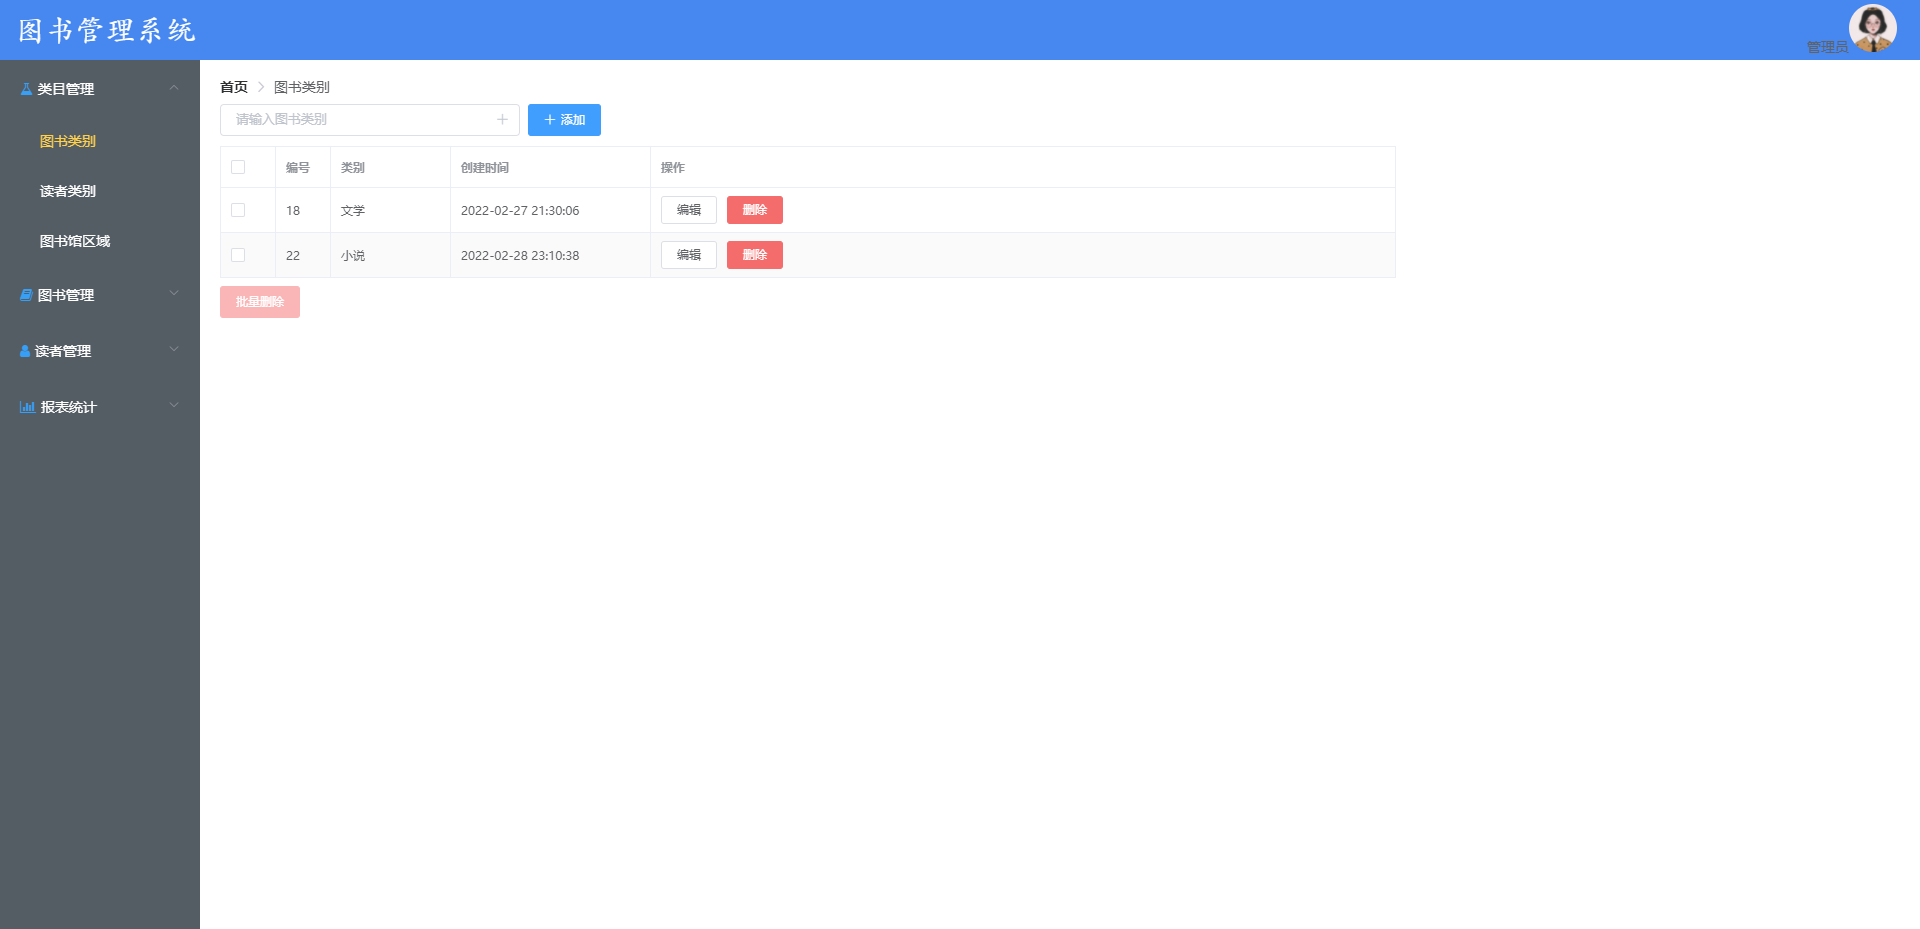 图书管理系统
管理员
类目管理
图书类别
读者类别
图书馆区域
图书管理
读者管理
报表统计
首页 > 图书类别
请输入图书类别
添加
编号 类别 创建时间 操作
18 文学 2022-02-27 21:30:06 编辑 删除
22 小说 2022-02-28 23:10:38 编辑 删除
批量删除